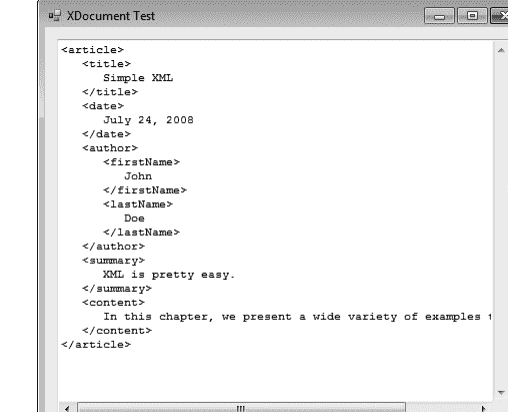 XDocument Test
<article>
<title>
Simple XML
</title>
<date>
July 24, 2008
</date>
<author>
<firstName>
John
</firstName>
<lastName>
Doe
</lastName>
</author>
<summary>
XML is pretty easy.
</summary>
<content>
In this chapter, we present a wide variety of examples
</content>
</article>